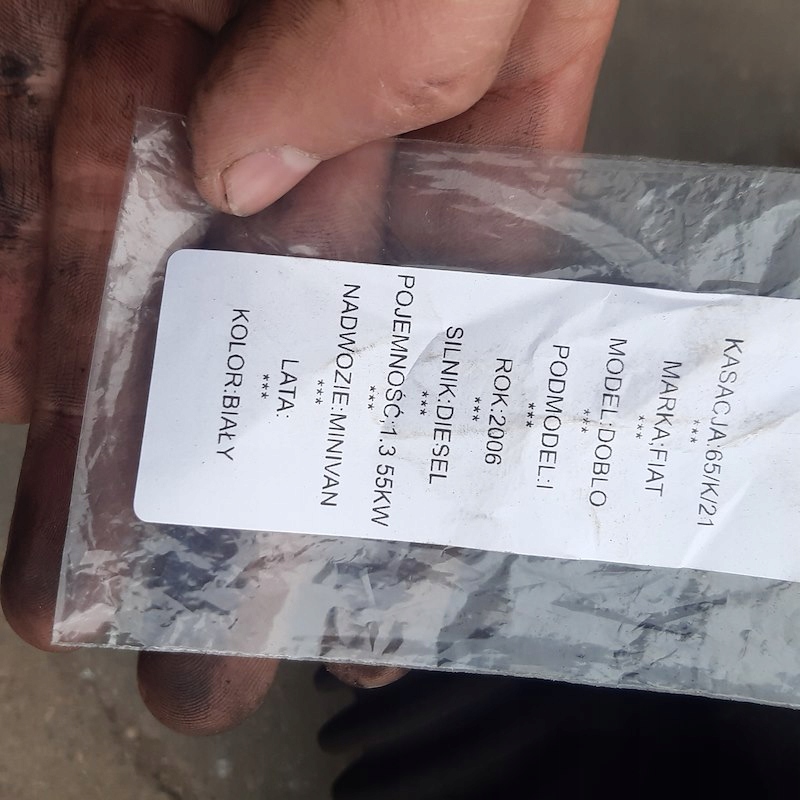 KASACJA:65/K/21
***
MARKA:FIAT
***
MODEL:DOBLO
***
PODMODEL:I
***
ROK:2006
***
SILNIK:DIESEL
***
POJEMNOŚĆ:1.3 55KW
***
NADWOZIE:MINIVAN
***
LATA:
***
KOLOR:BIAŁY